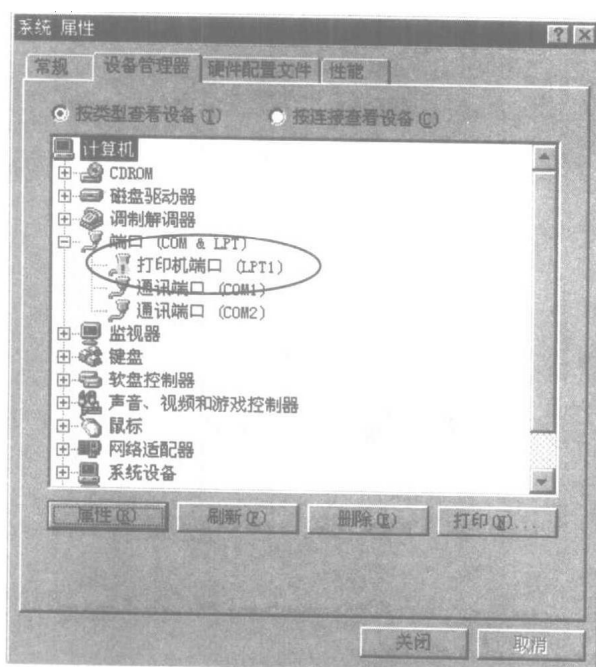 系统 属性
常规 设备管理器 硬件配置文件 性能
按类型查看设备(T) 按连接查看设备(C)
计算机
CDROM
磁盘驱动器
调制解调器
端口 (COM & LPT)
打印机端口 (LPT1)
通讯端口 (COM1)
通讯端口 (COM2)
监视器
键盘
软盘控制器
声音、视频和游戏控制器
鼠标
网络适配器
系统设备
属性(R) 刷新(F) 删除(E) 打印(N)...
关闭 取消